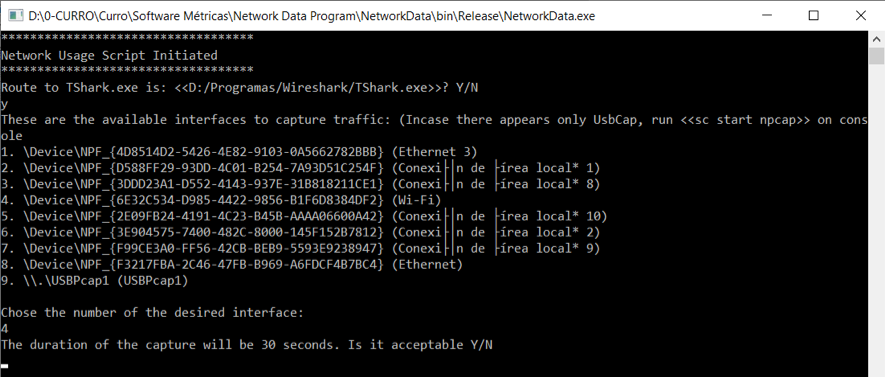 D:\0-CURRO\Curro\Software Métricas\Network Data Program\NetworkData\bin\Release\NetworkData.exe
***********************************
Network Usage Script Initiated
***********************************
Route to TShark.exe is: <<D:/Programas/Wireshark/TShark.exe>>? Y/N
y
These are the available interfaces to capture traffic: (Incase there appears only UsbCap, run <<sc start npcap>> on cons
ole
1. \Device\NPF_{4D8514D2-5426-4E82-9103-0A5662782BBB} (Ethernet 3)
2. \Device\NPF_{D588FF29-93DD-4C01-B254-7A93D51C254F} (Conexi├│n de ├írea local* 1)
3. \Device\NPF_{3DDD23A1-D552-4143-937E-31B818211CE1} (Conexi├│n de ├írea local* 8)
4. \Device\NPF_{6E32C534-D985-4422-9856-B1F6D8384DF2} (Wi-Fi)
5. \Device\NPF_{2E09FB24-4191-4C23-B45B-AAAA06600A42} (Conexi├│n de ├írea local* 10)
6. \Device\NPF_{3E904575-7400-482C-8000-145F152B7812} (Conexi├│n de ├írea local* 2)
7. \Device\NPF_{F99CE3A0-FF56-42CB-BEB9-5593E9238947} (Conexi├│n de ├írea local* 9)
8. \Device\NPF_{F3217FBA-2C46-47FB-B969-A6FDCF4B7BC4} (Ethernet)
9. \\.\USBPcap1 (USBPcap1)
Chose the number of the desired interface:
4
The duration of the capture will be 30 seconds. Is it acceptable Y/N